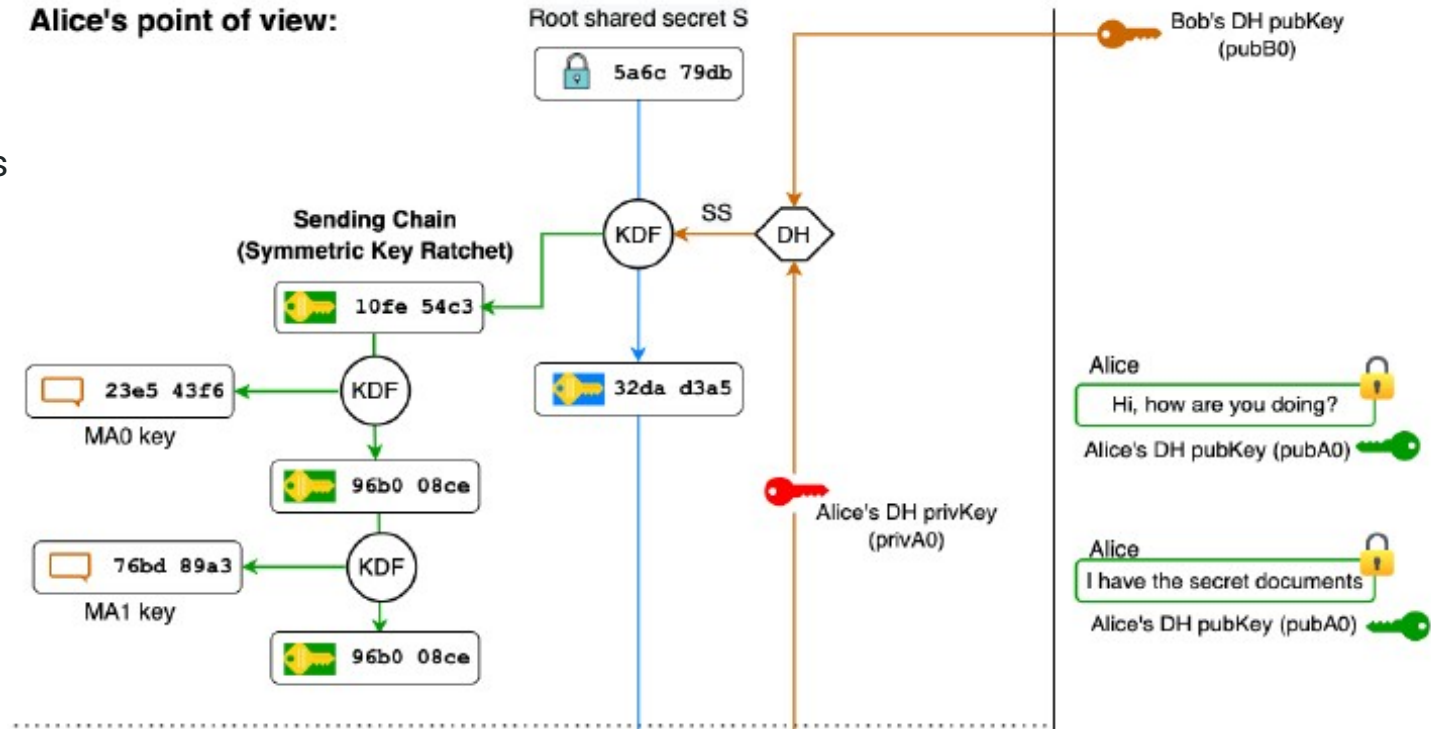 Alice's point of view:
Root shared secret S
Bob's DH pubKey
(pubB0)
5a6c 79db
s
SS
KDF
DH
Sending Chain
(Symmetric Key Ratchet)
10fe 54c3
KDF
23e5 43f6
MA0 key
32da d3a5
Alice
Hi, how are you doing?
Alice's DH pubKey (pubA0)
96b0 08ce
Alice's DH privKey
(privA0)
KDF
76bd 89a3
MA1 key
Alice
I have the secret documents
Alice's DH pubKey (pubA0)
96b0 08ce